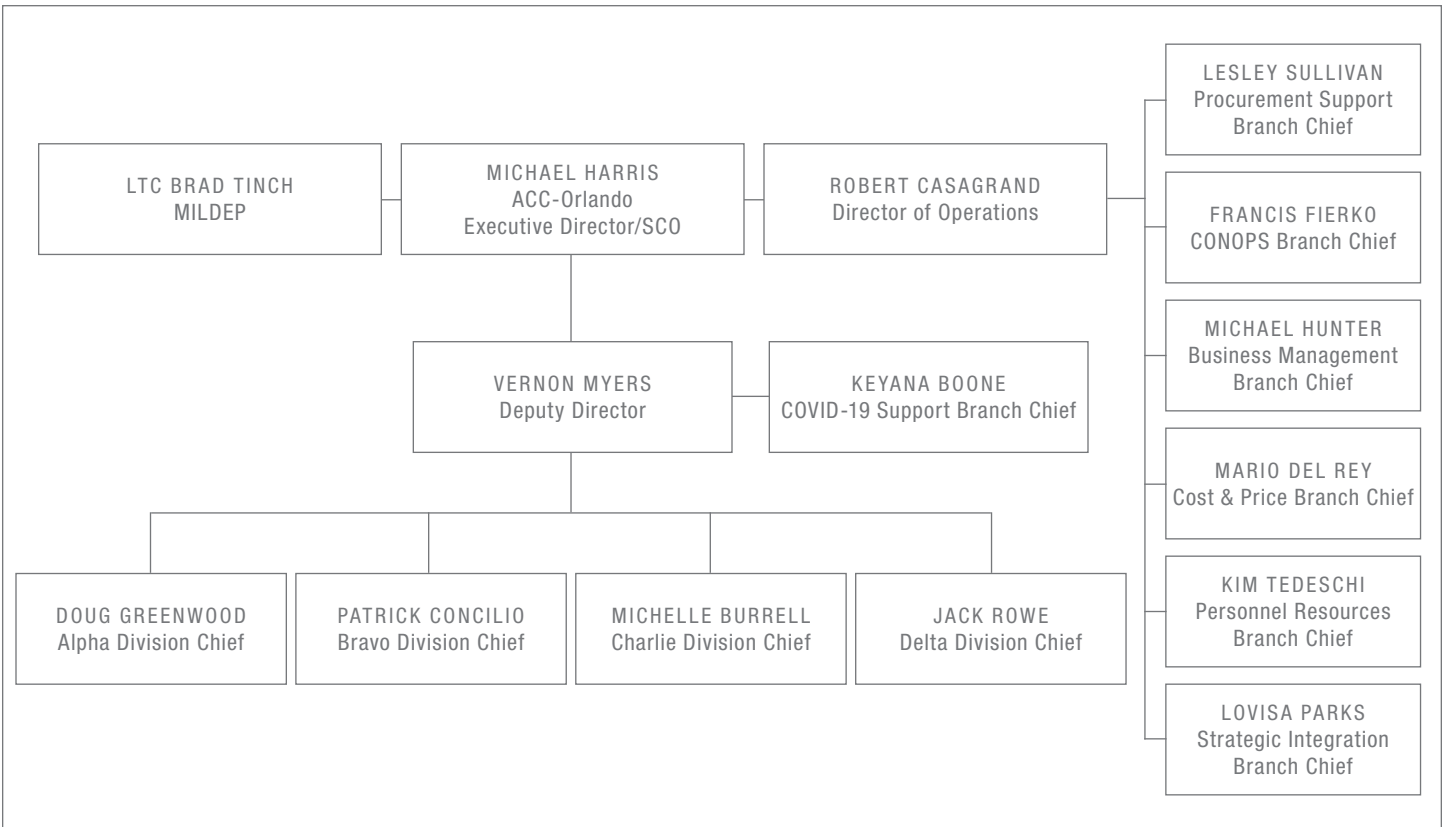 LTC BRAD TINCH
MILDEP
MICHAEL HARRIS
ACC-Orlando
Executive Director/SCO
ROBERT CASAGRAND
Director of Operations
LESLEY SULLIVAN
Procurement Support
Branch Chief
FRANCIS FIERKO
CONOPS Branch Chief
MICHAEL HUNTER
Business Management
Branch Chief
MARIO DEL REY
Cost & Price Branch Chief
KIM TEDESCHI
Personnel Resources
Branch Chief
LOVISA PARKS
Strategic Integration
Branch Chief
VERNON MYERS
Deputy Director
KEYANA BOONE
COVID-19 Support Branch Chief
DOUG GREENWOOD
Alpha Division Chief
PATRICK CONCILIO
Bravo Division Chief
MICHELLE BURRELL
Charlie Division Chief
JACK ROWE
Delta Division Chief